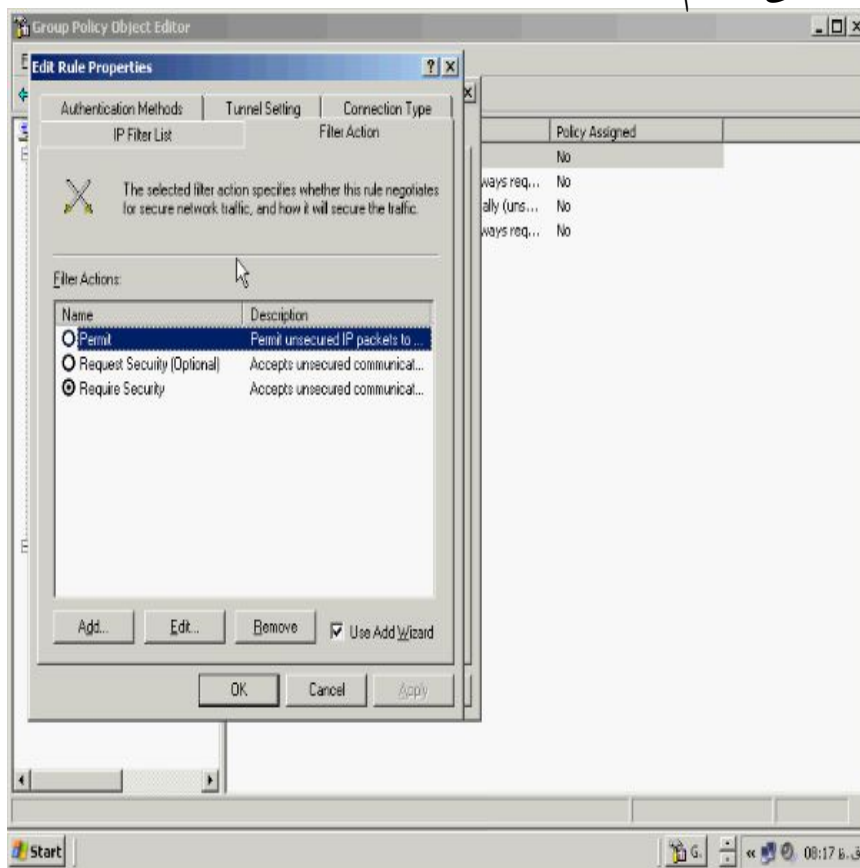 Group Policy Object Editor
Edit Rule Properties
Authentication Methods
Tunnel Setting
Connection Type
IP Filter List
Filter Action
The selected filter action specifies whether this rule negotiates
for secure network traffic, and how it will secure the traffic.
Filter Actions:
Name Description
Permit Permit unsecured IP packets to ...
Request Security (Optional) Accepts unsecured communicat...
Require Security Accepts unsecured communicat...
Add... Edit... Remove Use Add Wizard
OK Cancel Apply
Policy Assigned
No
ways req... No
ally (uns... No
ways req... No
Start
G.
« 08:17 ق.ظ